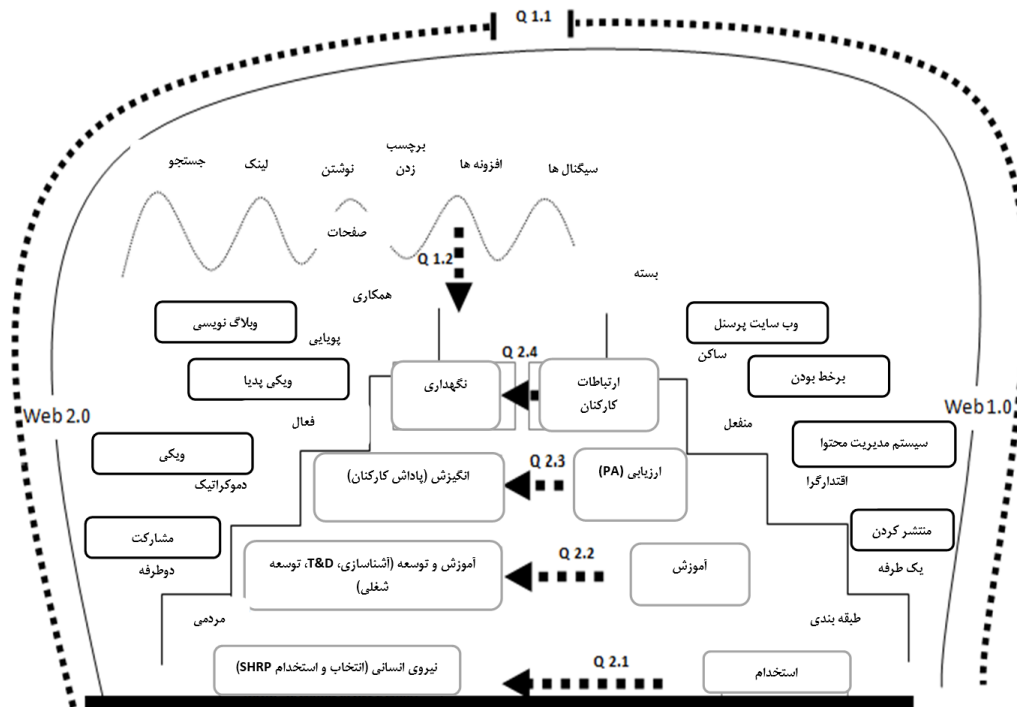 Q 1.1
برچسب
سیگنال ها
افزونه ها
زدن
نوشتن
لینک
جستجو
صفحات
Q 1.2
بسته
همکاری
وب سایت پرسنل
وبلاگ نویسی
پویایی
ساکن
Q 2.4
برخط بودن
ارتباطات
کارکنان
نگهداری
ویکی پدیا
Web 1.0
Web 2.0
منفعل
فعال
سیستم مدیریت محتوا
ویکی
Q 2.3
ارزیابی (PA)
انگیزش (پاداش کارکنان)
اقتدارگرا
دموکراتیک
منتشر کردن
مشارکت
Q 2.2
یک طرفه
دوطرفه
آموزش
آموزش و توسعه (آشناسازی، T&D، توسعه
شغلی)
طبقه بندی
مردمی
Q 2.1
استخدام
نیروی انسانی (انتخاب و استخدام SHRP)